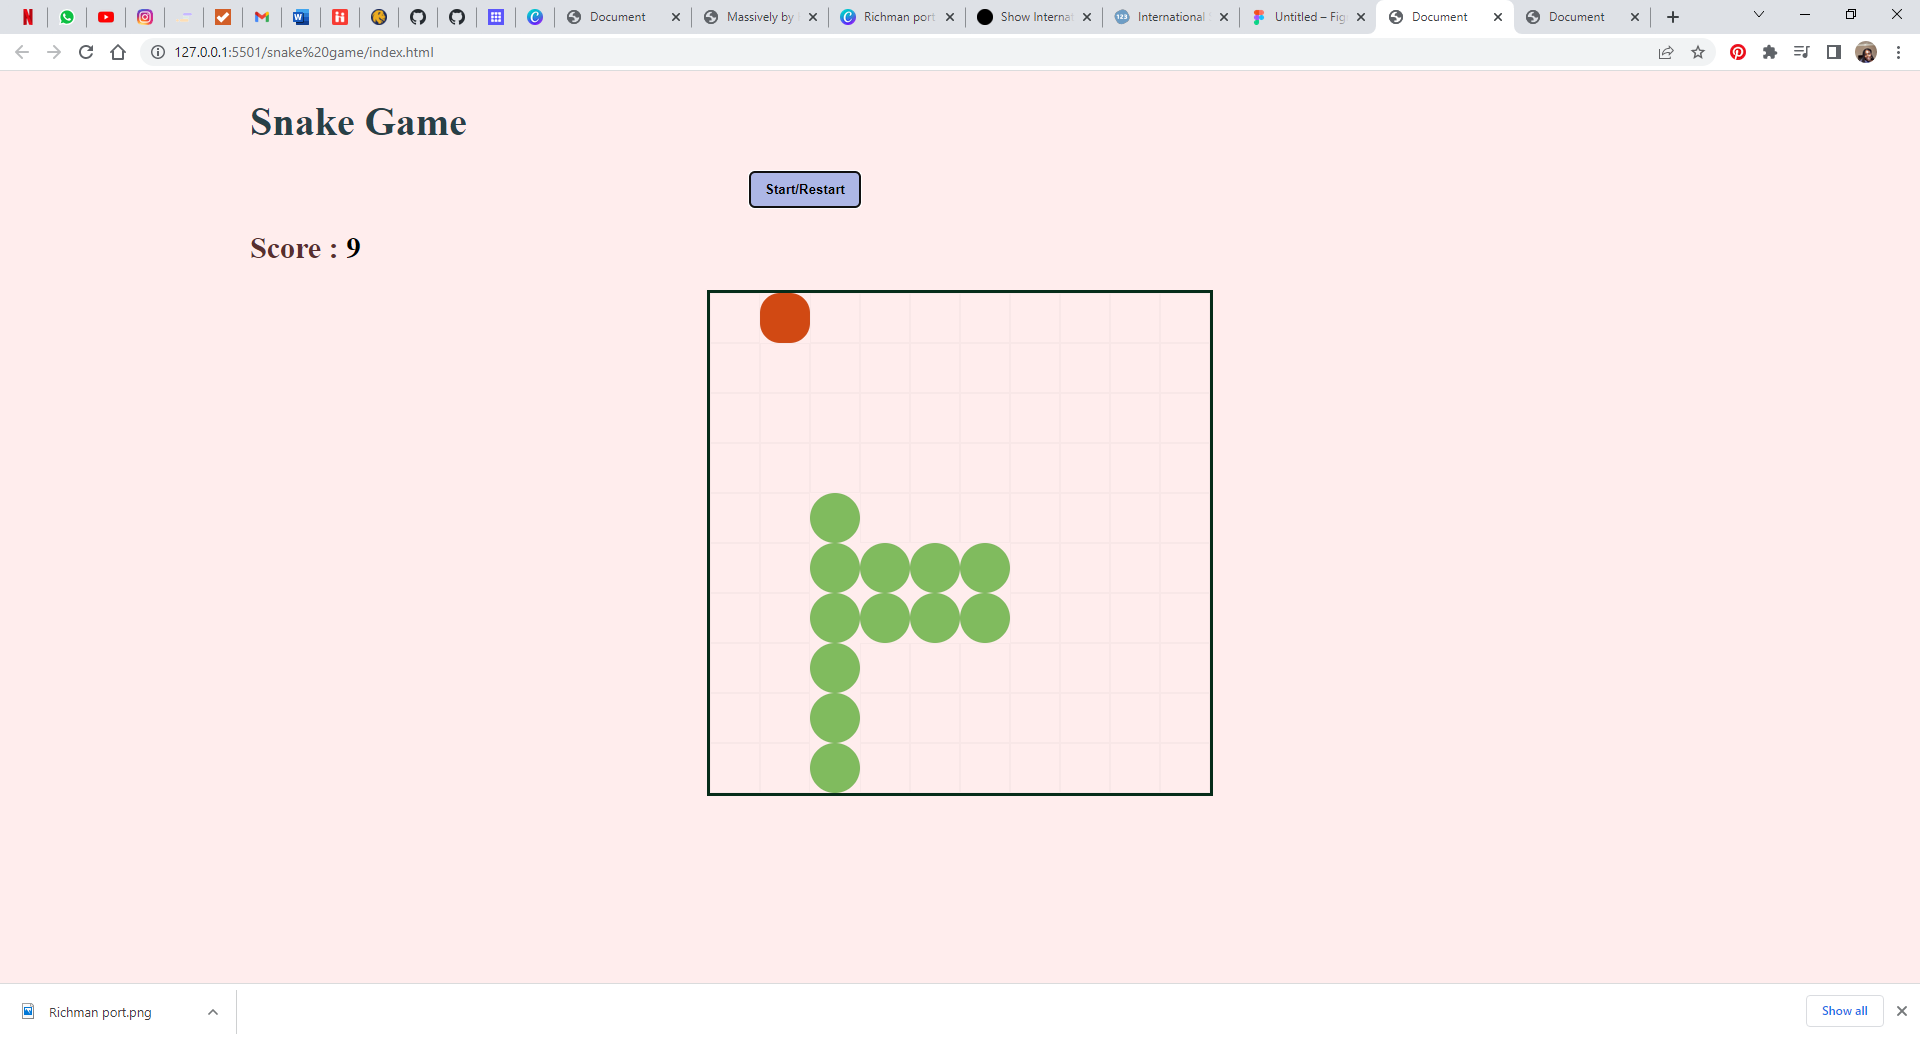 Document
Massively by
Richman port
Show Internat
International
Untitled – Fig
Document
Document
127.0.0.1:5501/snake%20game/index.html
Snake Game
Start/Restart
Score : 9
Richman port.png
Show all